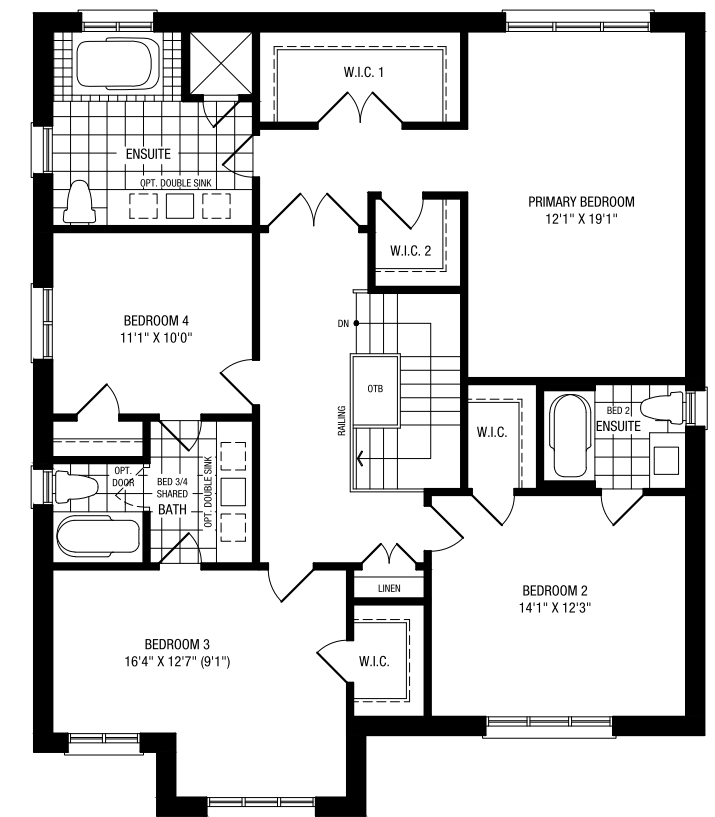 W.I.C. 1
ENSUITE
OPT. DOUBLE SINK
PRIMARY BEDROOM
12'1" X 19'1"
W.I.C. 2
BEDROOM 4
11'1" X 10'0"
DN
OTB
RAILING
W.I.C.
BED 2
ENSUITE
OPT.
DOOR
BED 3/4
SHARED
BATH
OPT. DOUBLE SINK
LINEN
BEDROOM 2
14'1" X 12'3"
BEDROOM 3
16'4" X 12'7" (9'1")
W.I.C.